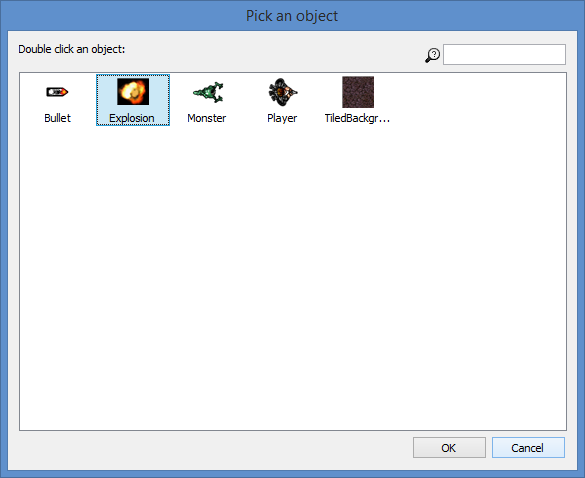 Pick an object
Double click an object:
Bullet
Explosion
Monster
Player
TiledBackgr...
OK
Cancel